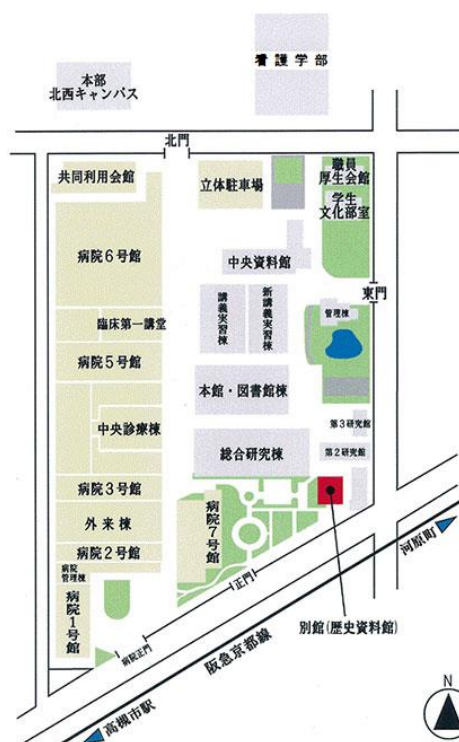 看護学部
本部
北西キャンパス
北門
共同利用会館
立体駐車場
職員
厚生会館
学生
文化部室
病院6号館
中央資料館
東門
講義実習棟
新講義実習棟
管理棟
臨床第一講堂
病院5号館
本館・図書館棟
中央診療棟
第3研究館
総合研究棟
第2研究館
病院3号館
外来棟
病院7号館
病院2号館
病院
管理棟
病院1号館
正門
河原町
別館(歴史資料館)
病院正門
阪急京都線
高槻市駅
N